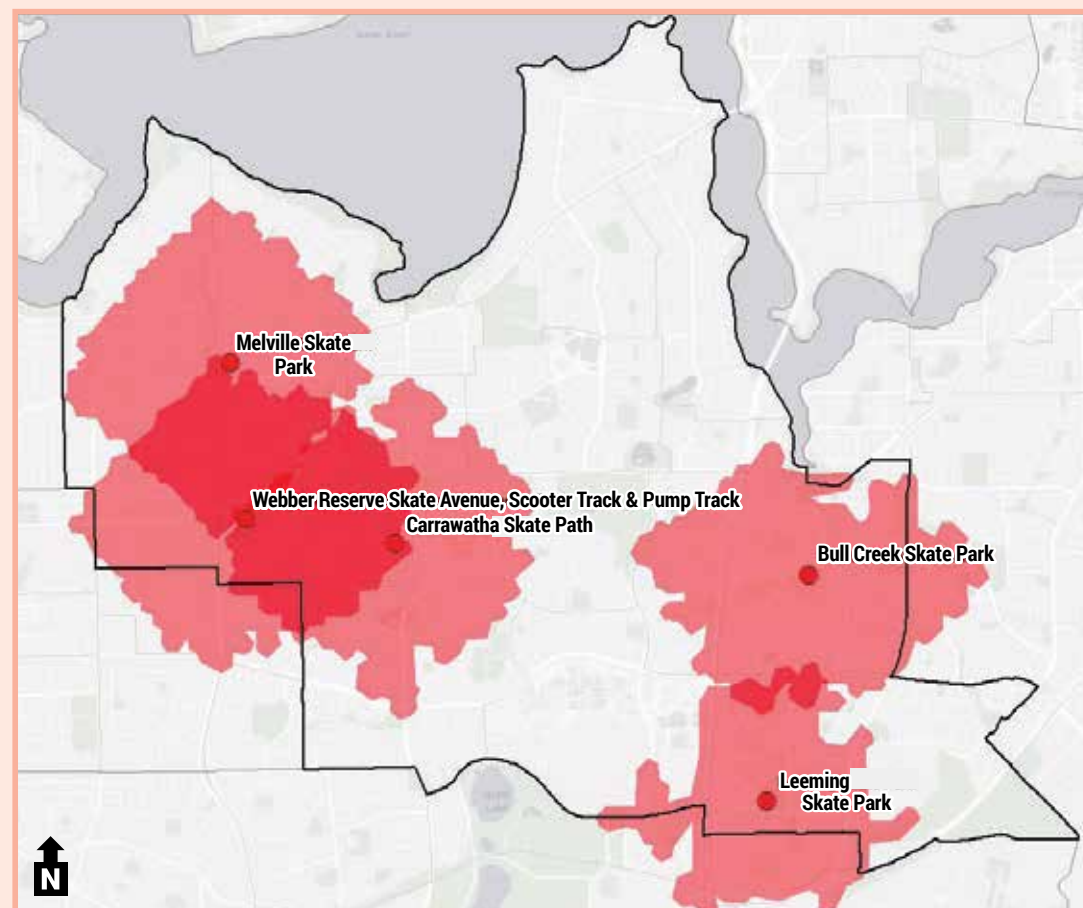 Melville Skate
Park
Webber Reserve Skate Avenue, Scooter Track & Pump Track
Carrawatha Skate Path
Bull Creek Skate Park
Leeming
Skate Park
N